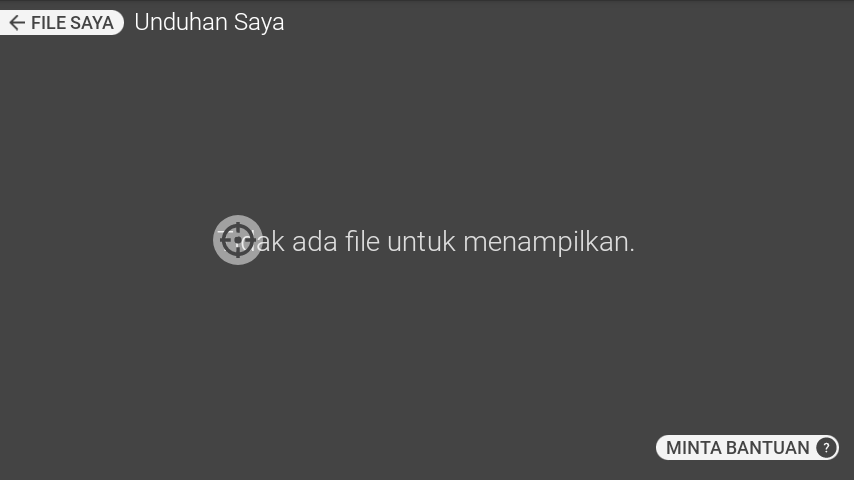 FILE SAYA
Unduhan Saya
ada file untuk menampilkan.
MINTA BANTUAN ?